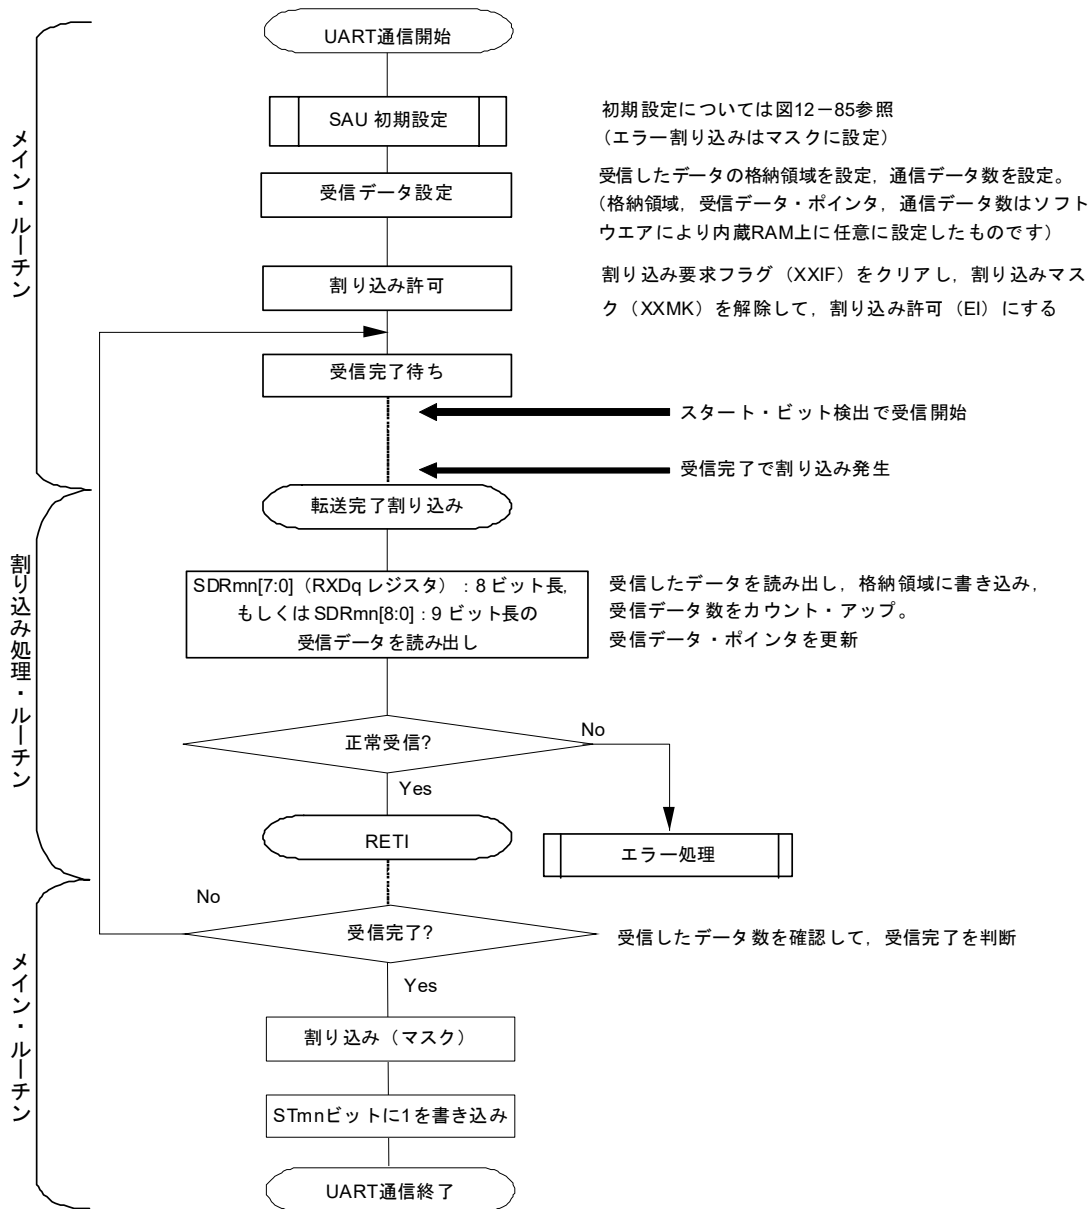 UART通信開始
SAU 初期設定
初期設定については図12-85参照
(エラー割り込みはマスクに設定)
受信データ設定
受信したデータの格納領域を設定,通信データ数を設定。
(格納領域,受信データ・ポインタ,通信データ数はソフト
ウエアにより内蔵RAM上に任意に設定したものです)
割り込み許可
割り込み要求フラグ(XXIF)をクリアし,割り込みマス
ク(XXMK)を解除して,割り込み許可(EI)にする
メイン・ルーチン
受信完了待ち
スタート・ビット検出で受信開始
受信完了で割り込み発生
転送完了割り込み
SDRmn[7:0](RXDq レジスタ):8 ビット長,
もしくは SDRmn[8:0]:9 ビット長の
受信データを読み出し
受信したデータを読み出し,格納領域に書き込み,
受信データ数をカウント・アップ。
受信データ・ポインタを更新
割り込み処理・ルーチン
正常受信?
No
Yes
RETI
エラー処理
No
受信完了?
受信したデータ数を確認して,受信完了を判断
Yes
メイン・ルーチン
割り込み(マスク)
STmnビットに1を書き込み
UART通信終了